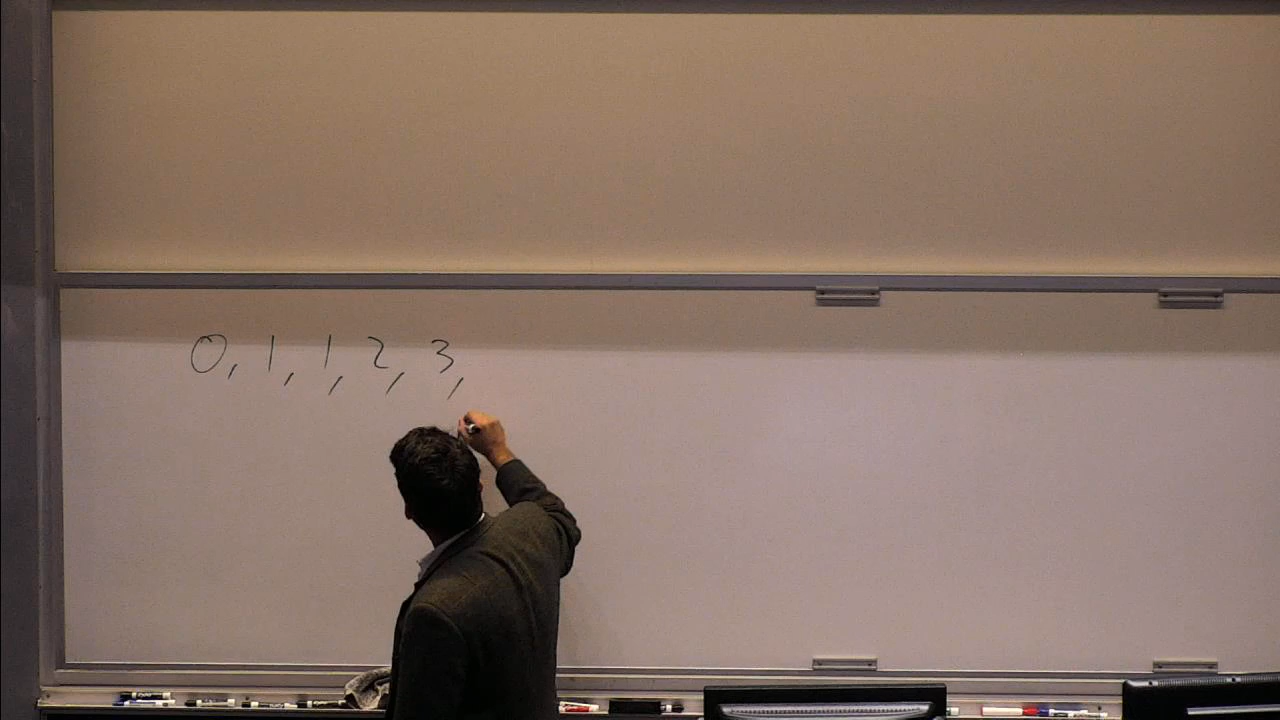 0, 1, 1, 2, 3,